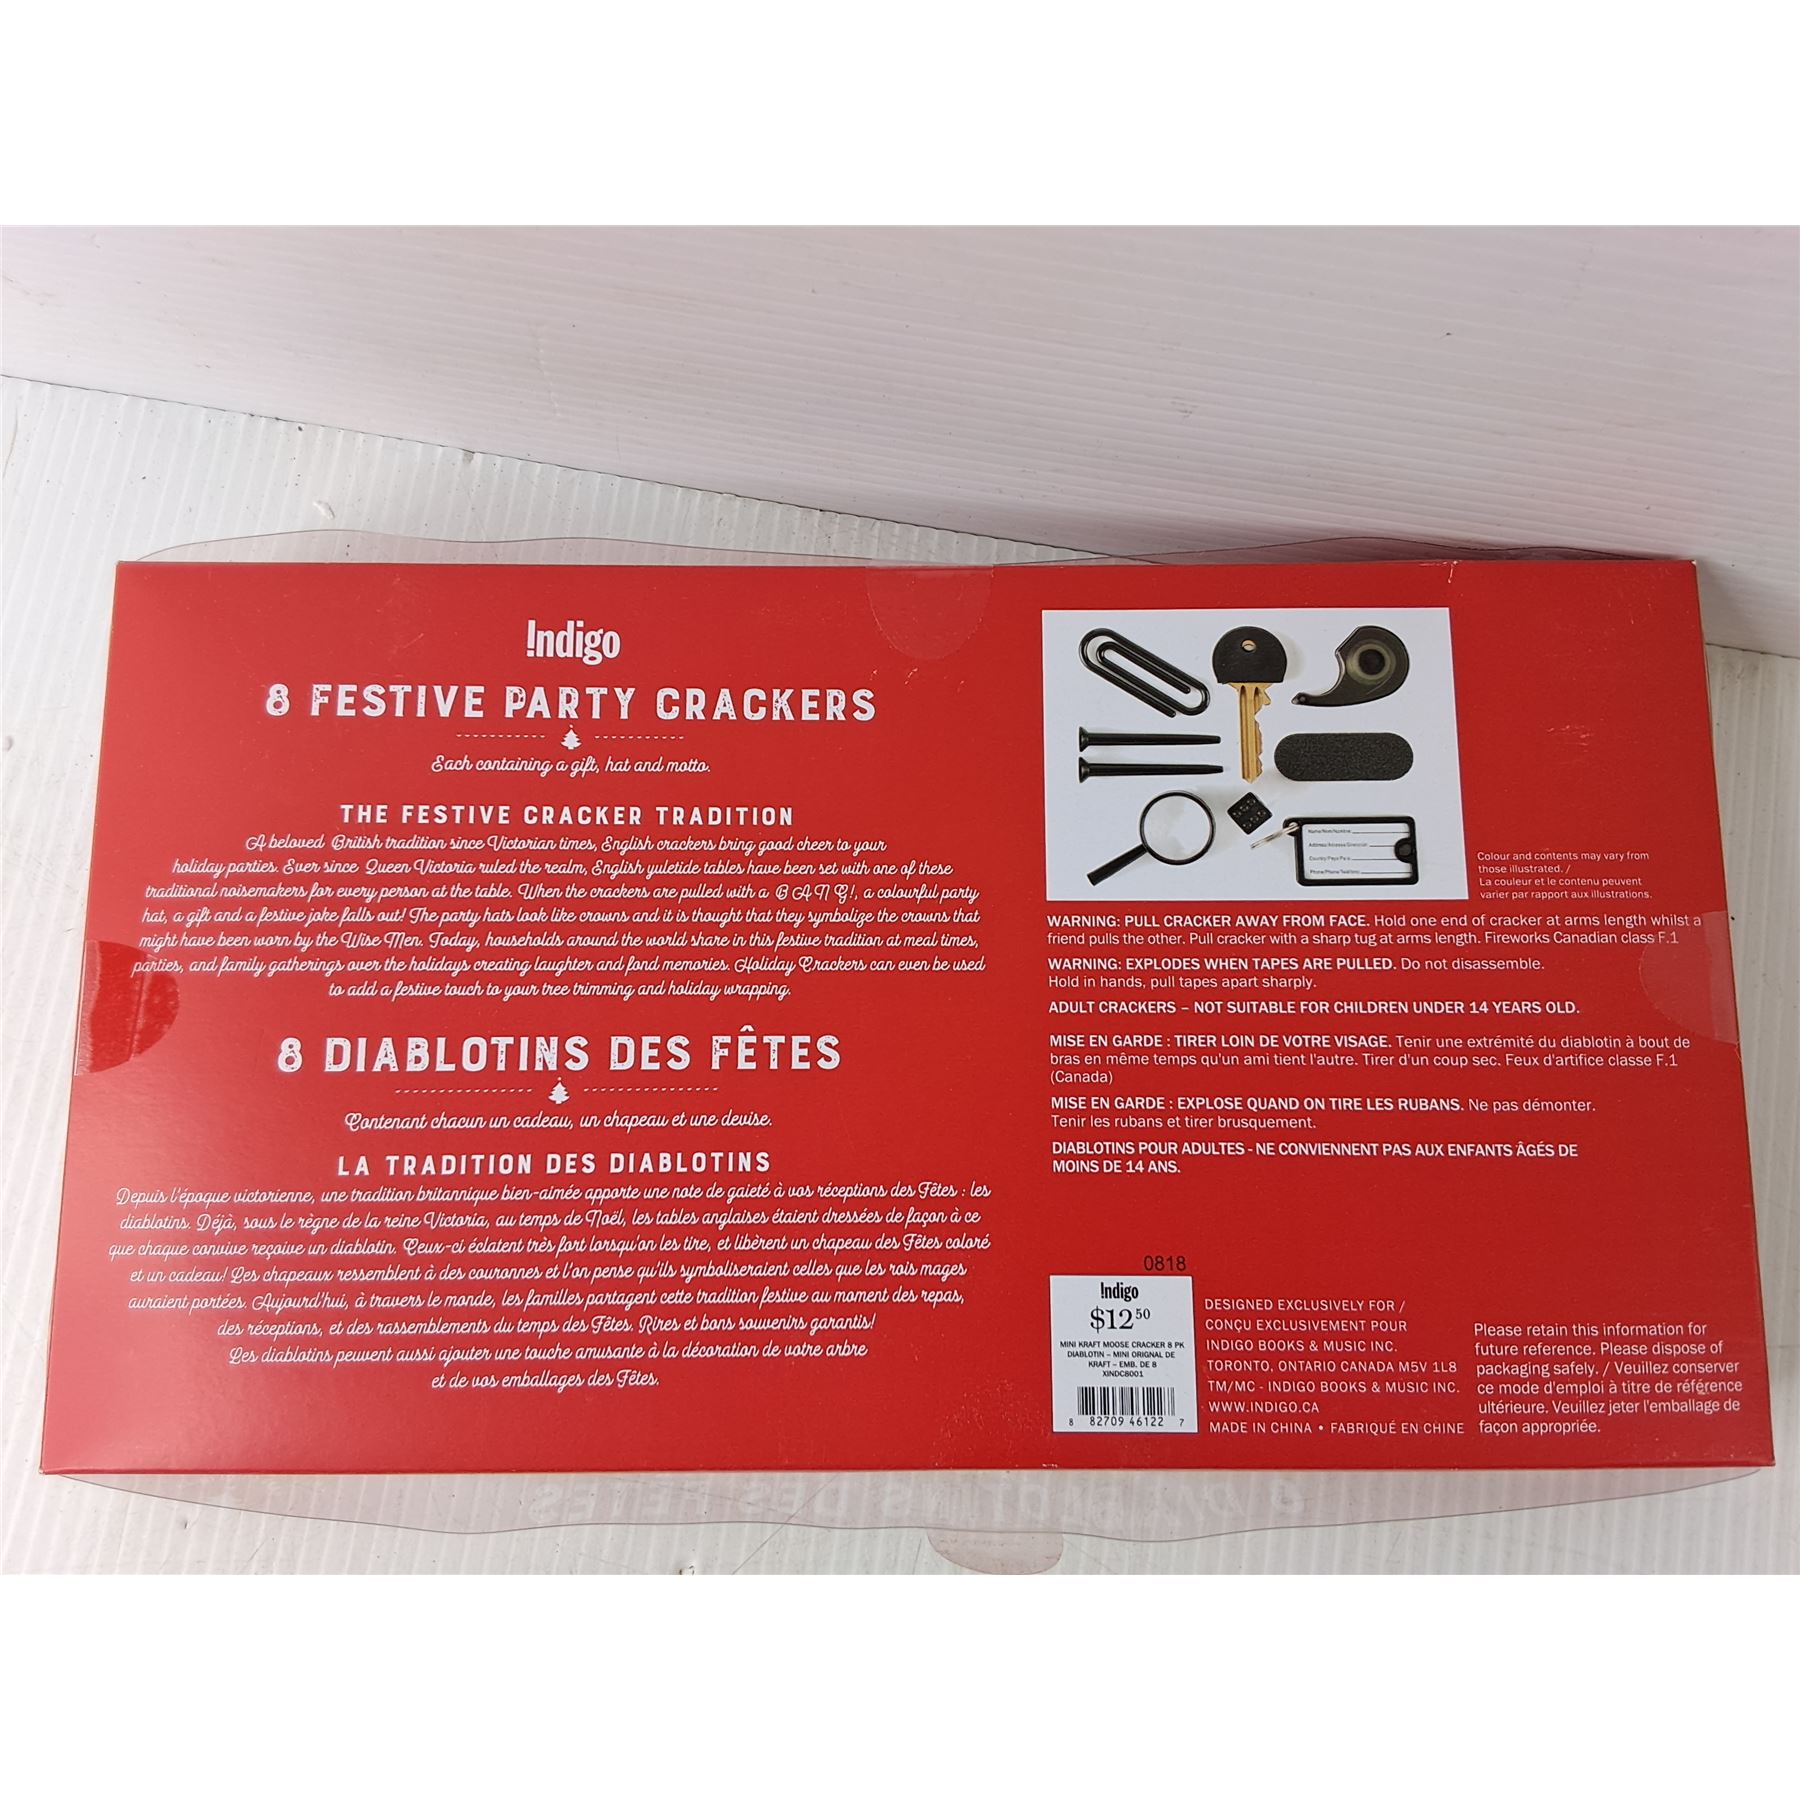 !ndigo
8 FESTIVE PARTY CRACKERS
Each containing a gift, hat and motto.
THE FESTIVE CRACKER TRADITION
A beloved British tradition since Victorian times, English crackers bring good cheer to your
holiday parties. Ever since Queen Victoria ruled the realm, English yuletide tables have been set with one of these
traditional noisemakers for every person at the table. When the crackers are pulled with a BANG!, a colourful party
hat, a gift and a festive joke falls out! The party hats look like crowns and it is thought that they symbolize the crowns that
might have been worn by the Wise Men. Today, households around the world share in this festive tradition at meal times,
parties, and family gatherings over the holidays creating laughter and fond memories. Holiday Crackers can even be used
to add a festive touch to your tree trimming and holiday wrapping.
8 DIABLOTINS DES FÊTES
Contenant chacun un cadeau, un chapeau et une devise.
LA TRADITION DES DIABLOTINS
Depuis l'époque victorienne, une tradition britannique bien-aimée apporte une note de gaieté à vos réceptions des Fêtes : les
diablotins. Déjà, sous le règne de la reine Victoria, au temps de Noël, les tables anglaises étaient dressées de façon à ce
que chaque convive reçoive un diablotin. Ceux-ci éclatent très fort lorsqu'on les tire, et libèrent un chapeau des Fêtes coloré
et un cadeau! Les chapeaux ressemblent à des couronnes et l'on pense qu'ils symboliseraient celles que les rois mages
auraient portées. Aujourd'hui, à travers le monde, les familles partagent cette tradition festive au moment des repas,
des réceptions, et des rassemblements du temps des Fêtes. Rires et bons souvenirs garantis!
Les diablotins peuvent aussi ajouter une touche amusante à la décoration de votre arbre
et de vos emballages des Fêtes.
Name/Nom/Nombre
Address/Adresse/Dirección
Country/Pays/País
Phone/Phone/Teléfono
Colour and contents may vary from
those illustrated. /
La couleur et le contenu peuvent
varier par rapport aux illustrations.
WARNING: PULL CRACKER AWAY FROM FACE. Hold one end of cracker at arms length whilst a
friend pulls the other. Pull cracker with a sharp tug at arms length. Fireworks Canadian class F.1
WARNING: EXPLODES WHEN TAPES ARE PULLED. Do not disassemble.
Hold in hands, pull tapes apart sharply.
ADULT CRACKERS – NOT SUITABLE FOR CHILDREN UNDER 14 YEARS OLD.
MISE EN GARDE : TIRER LOIN DE VOTRE VISAGE. Tenir une extrémité du diablotin à bout de
bras en même temps qu'un ami tient l'autre. Tirer d'un coup sec. Feux d'artifice classe F.1
(Canada)
MISE EN GARDE : EXPLOSE QUAND ON TIRE LES RUBANS. Ne pas démonter.
Tenir les rubans et tirer brusquement.
DIABLOTINS POUR ADULTES - NE CONVIENNENT PAS AUX ENFANTS ÂGÉS DE
MOINS DE 14 ANS.
0818
!ndigo
$12.50
MINI KRAFT MOOSE CRACKER 8 PK
DIABLOTIN – MINI ORIGNAL DE
KRAFT – EMB. DE 8
XINDC8001
8 82709 46122 7
DESIGNED EXCLUSIVELY FOR /
CONÇU EXCLUSIVEMENT POUR
INDIGO BOOKS & MUSIC INC.
TORONTO, ONTARIO CANADA M5V 1L8
TM/MC - INDIGO BOOKS & MUSIC INC.
WWW.INDIGO.CA
MADE IN CHINA • FABRIQUÉ EN CHINE
Please retain this information for
future reference. Please dispose of
packaging safely. / Veuillez conserver
ce mode d'emploi à titre de référence
ultérieure. Veuillez jeter l'emballage de
façon appropriée.
8 DIABLOTINS DES FÊTES